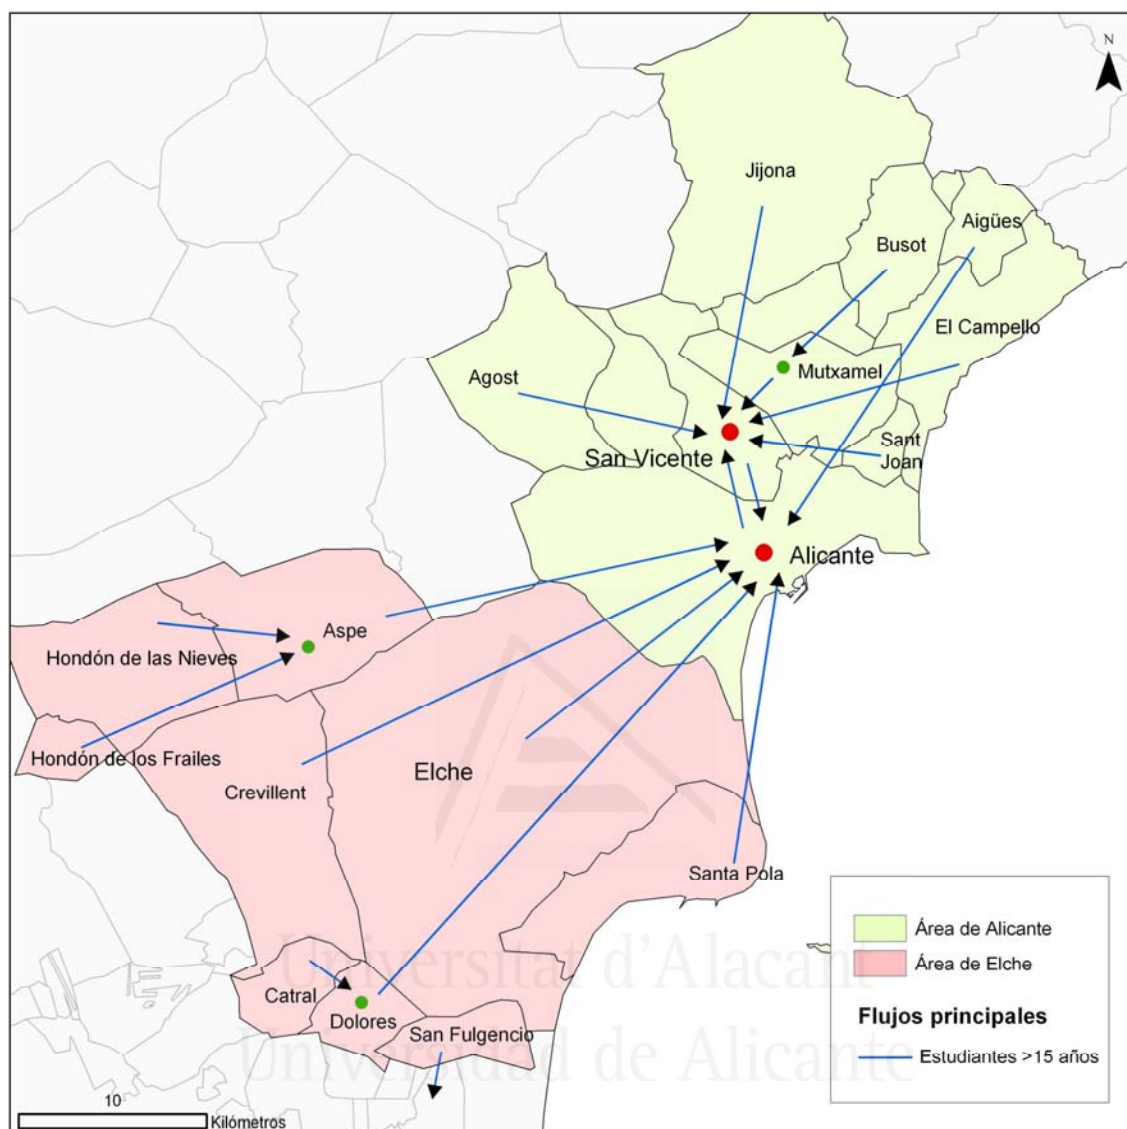 N
Jijona
Aigües
Busot
El Campello
Agost
Mutxamel
Sant
Joan
San Vicente
Alicante
Aspe
Hondón de las Nieves
Hondón de los Frailes
Elche
Crevillent
Santa Pola
Catral
Dolores
San Fulgencio
Universitat d'Alacant
Universidad de Alicante
Área de Alicante
Área de Elche
Flujos principales
Estudiantes >15 años
10
Kilómetros